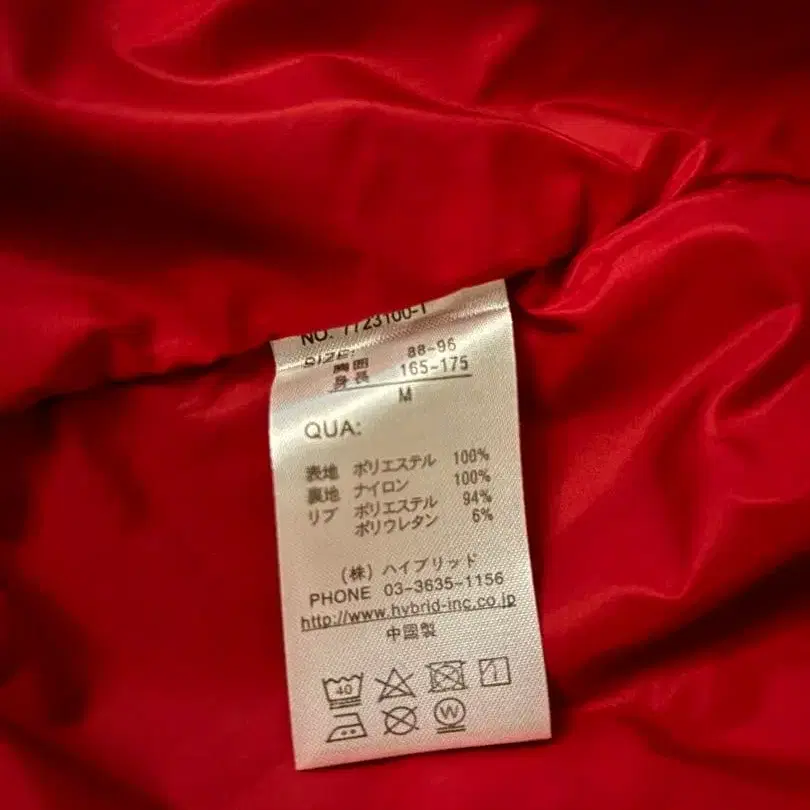 NO. 7723100-1
SIZE:
胸囲 88-96
身長 165-175
M
QUA:
表地 ポリエステル 100%
裏地 ナイロン 100%
リブ ポリエステル 94%
ポリウレタン 6%
(株) ハイブリッド
PHONE 03-3635-1156
http://www.hybrid-inc.co.jp
中国製
40
W